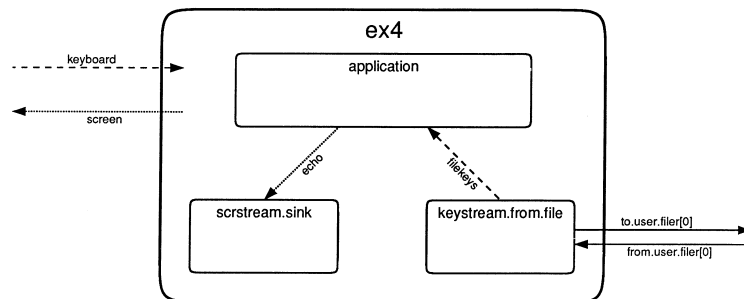 ex4
keyboard
application
screen
echo
filekeys
scrstream.sink
keystream.from.file
to.user.filer[0]
from.user.filer[0]